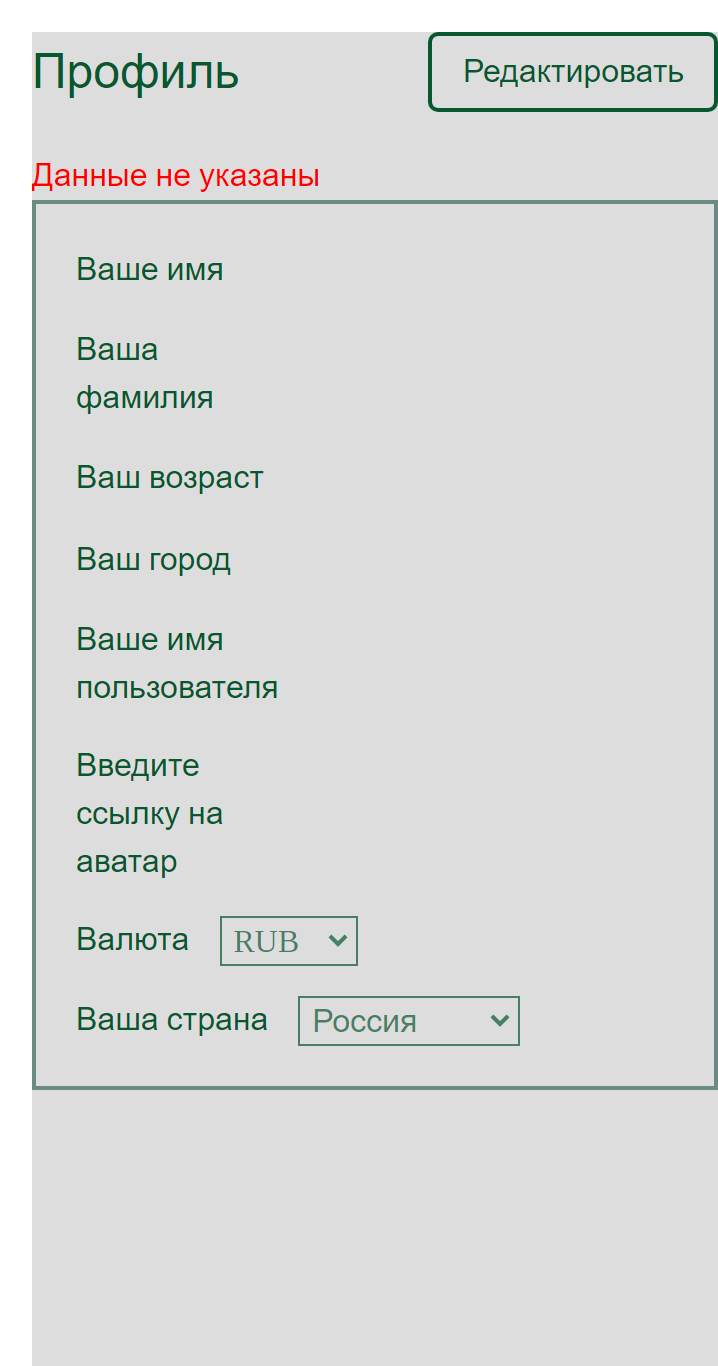 Профиль
Редактировать
Данные не указаны
Ваше имя
Ваша
фамилия
Ваш возраст
Ваш город
Ваше имя
пользователя
Введите
ссылку на
аватар
Валюта RUB
Ваша страна Россия